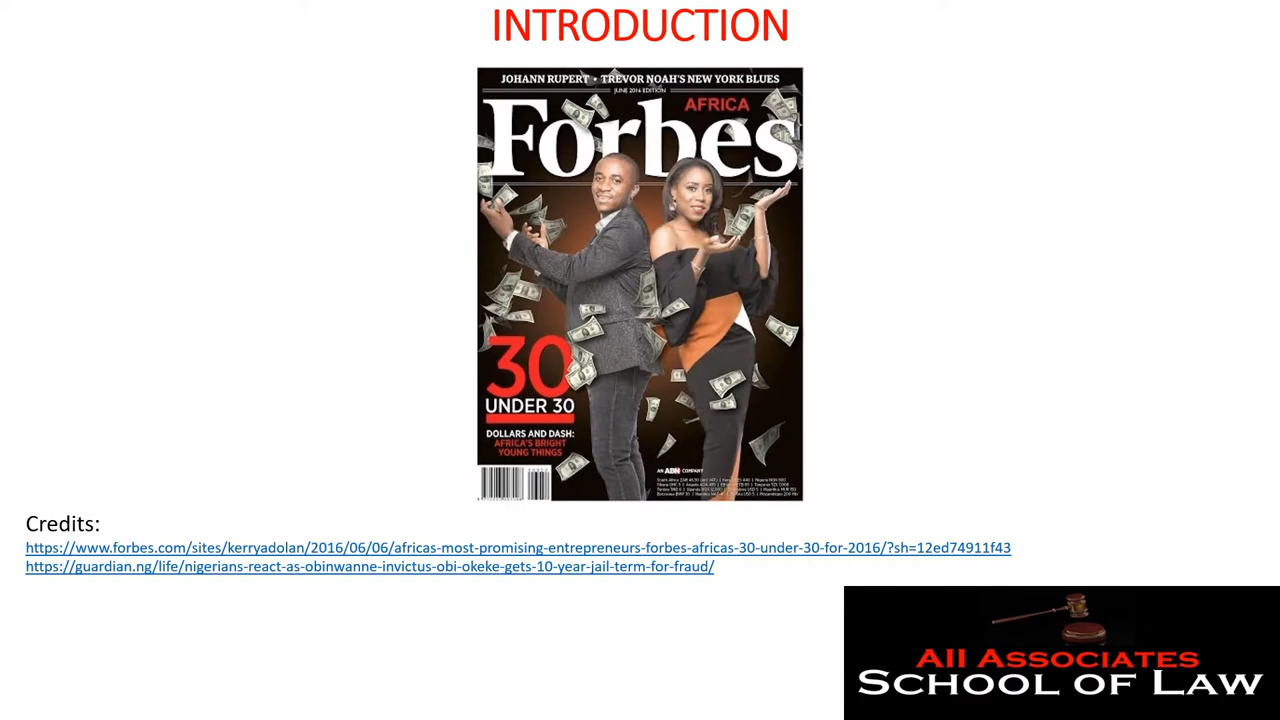 INTRODUCTION
JOHANN RUPERT • TREVOR NOAH'S NEW YORK BLUES
JUNE 2016 EDITION
AFRICA
Forbes
30
UNDER 30
DOLLARS AND DASH:
AFRICA'S BRIGHT
YOUNG THINGS
AN ABN COMPANY
Credits:
https://www.forbes.com/sites/kerryadolan/2016/06/06/africas-most-promising-entrepreneurs-forbes-africas-30-under-30-for-2016/?sh=12ed74911f43
https://guardian.ng/life/nigerians-react-as-obinwanne-invictus-obi-okeke-gets-10-year-jail-term-for-fraud/
All Associates
School of Law